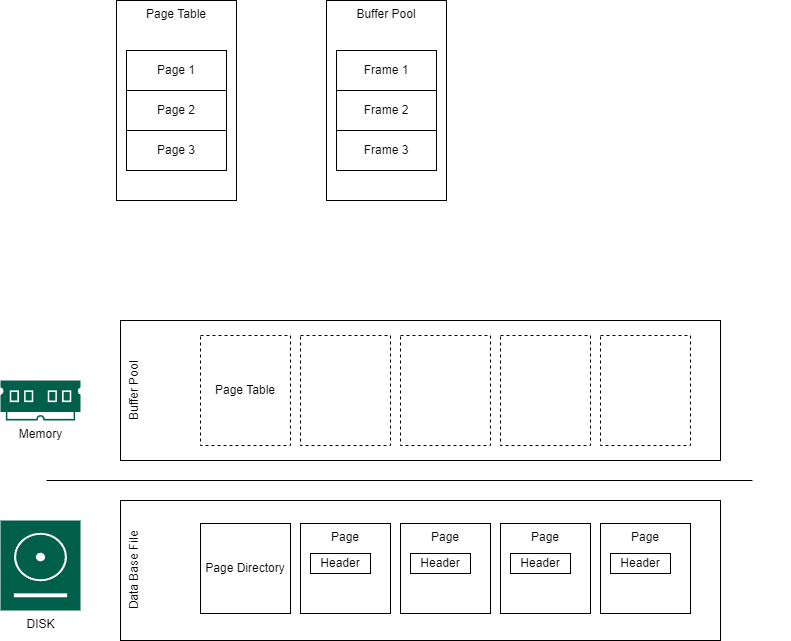 Page Table
Buffer Pool
Page 1
Frame 1
Page 2
Frame 2
Page 3
Frame 3
Buffer Pool
Page Table
Memory
Data Base File
Page Directory
Page
Header
Page
Header
Page
Header
Page
Header
DISK